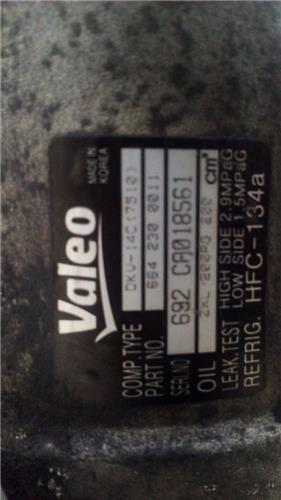 Valeo
MADE IN
KOREA
COMP.TYPE DKV-14C(7510)
PART NO. 664 230 0011
SER.NO 692 CA018561
OIL ZXL 200PG 200 cm³
LEAK.TEST HIGH SIDE 2.9MPaG
LOW SIDE 1.5MPaG
REFRIG. HFC-134a